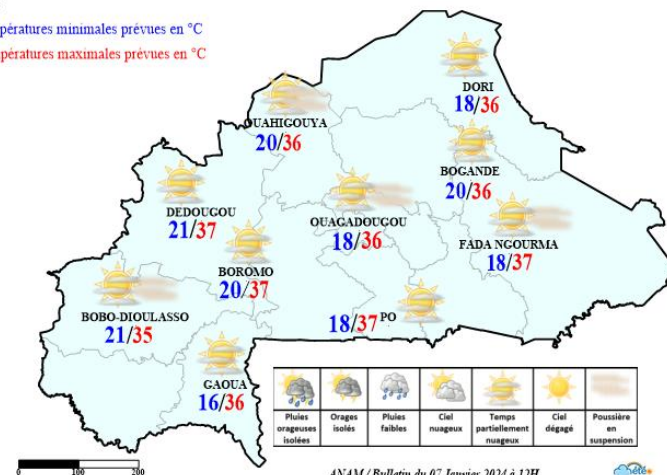 pératures minimales prévues en °C
pératures maximales prévues en °C
DORI
18/36
OUAHIGOUYA
20/36
BOGANDE
20/36
DEDOUGOU
21/37
OUAGADOUGOU
18/36
FADA NGOURMA
18/37
BOROMO
20/37
BOBO-DIOULASSO
21/35
18/37 PO
GAOUA
16/36
Pluies orageuses isolées
Orages isolés
Pluies faibles
Ciel nuageux
Temps partiellement nuageux
Ciel dégagé
Poussière en suspension
0 100 200
ANAM / Bulletin du 07 Janvier 2024 à 12H